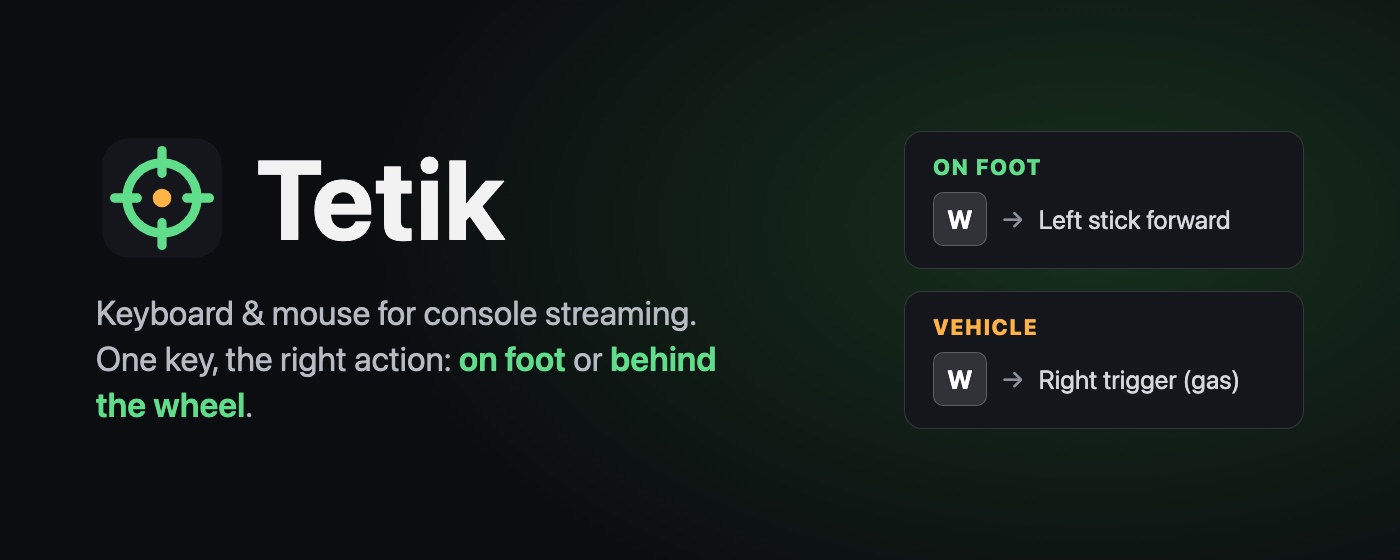 Tetik
Keyboard & mouse for console streaming.
One key, the right action: on foot or behind
the wheel.
ON FOOT
W → Left stick forward
VEHICLE
W → Right trigger (gas)